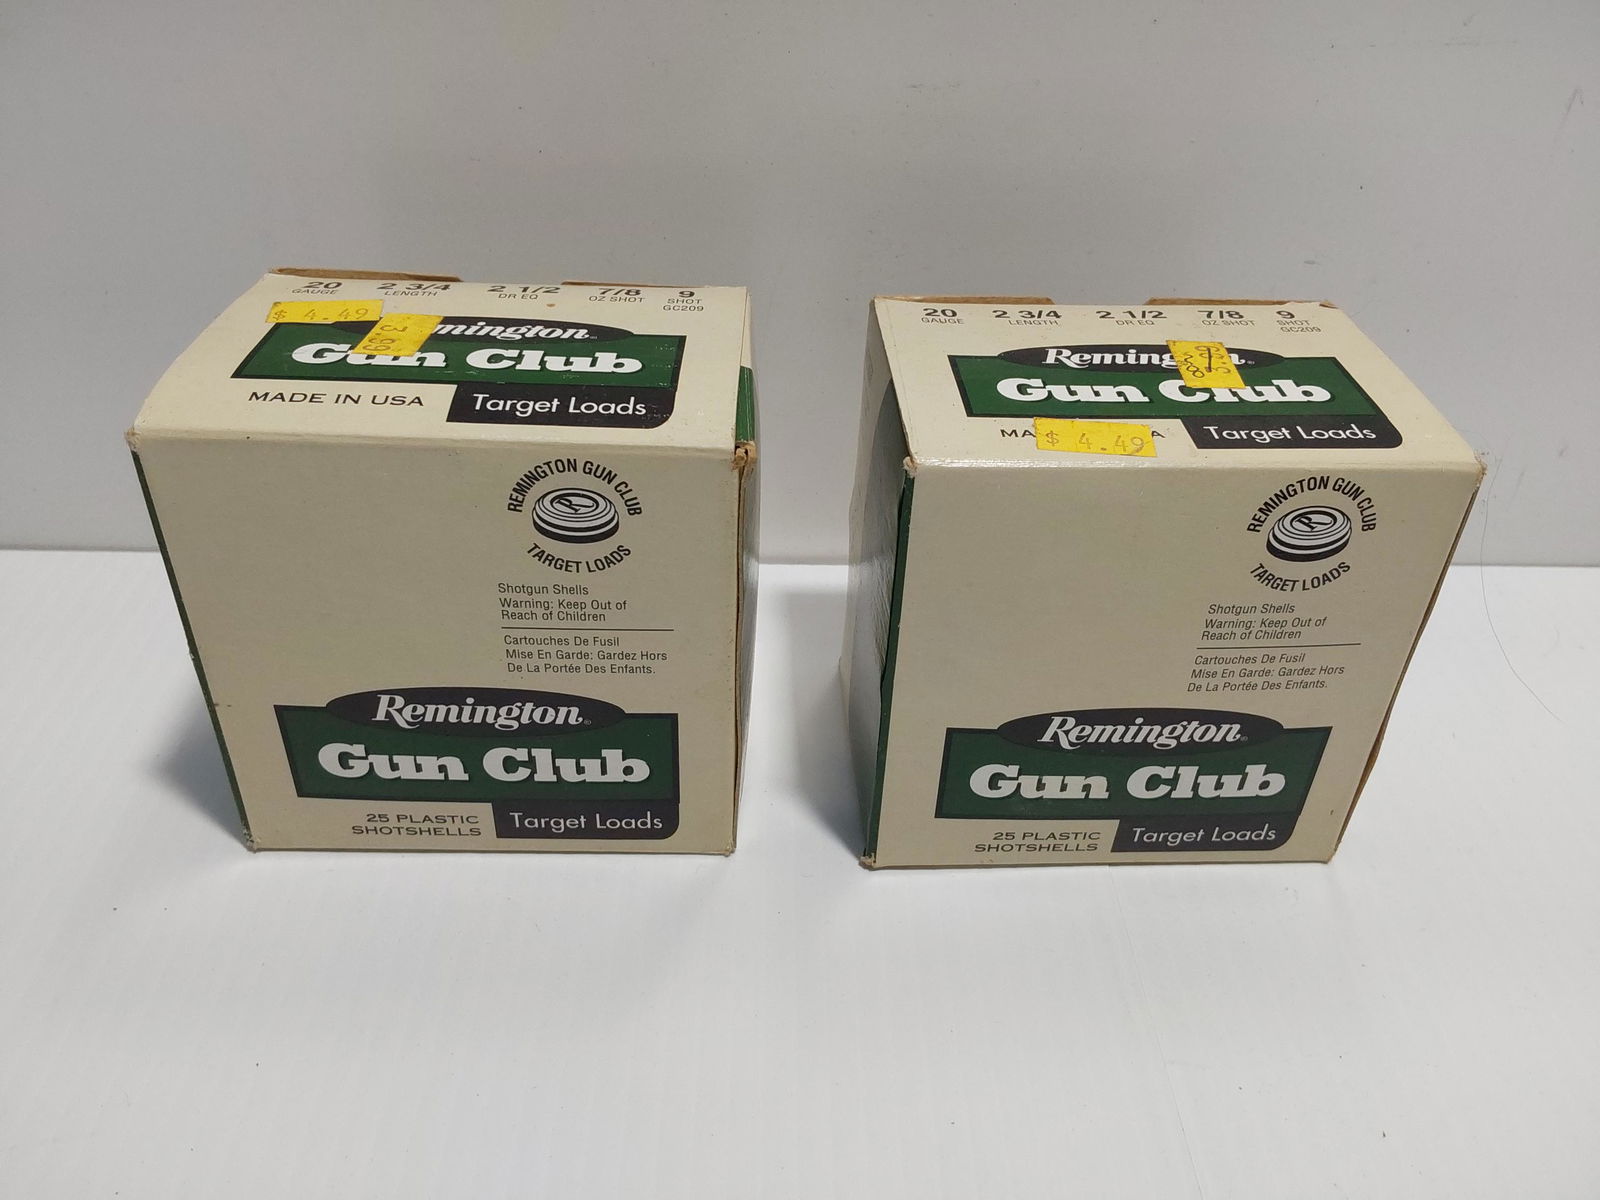 20 2 3/4 2 1/2 7/8 9
GAUGE LENGTH DR EQ OZ SHOT SHOT
GC209
$ 4.49
3.99
mington
Gun Club
MADE IN USA Target Loads
REMINGTON GUN CLUB
R
TARGET LOADS
Shotgun Shells
Warning: Keep Out of
Reach of Children
Cartouches De Fusil
Mise En Garde: Gardez Hors
De La Portée Des Enfants.
Remington®
Gun Club
25 PLASTIC
SHOTSHELLS
Target Loads
20 2 3/4 2 1/2 7/8 9
GAUGE LENGTH DR EQ OZ SHOT SHOT
GC209
Reming n®
Gun Club
MA A Target Loads
$ 4.49
REMINGTON GUN CLUB
R
TARGET LOADS
Shotgun Shells
Warning: Keep Out of
Reach of Children
Cartouches De Fusil
Mise En Garde: Gardez Hors
De La Portée Des Enfants.
Remington®
Gun Club
25 PLASTIC
SHOTSHELLS
Target Loads